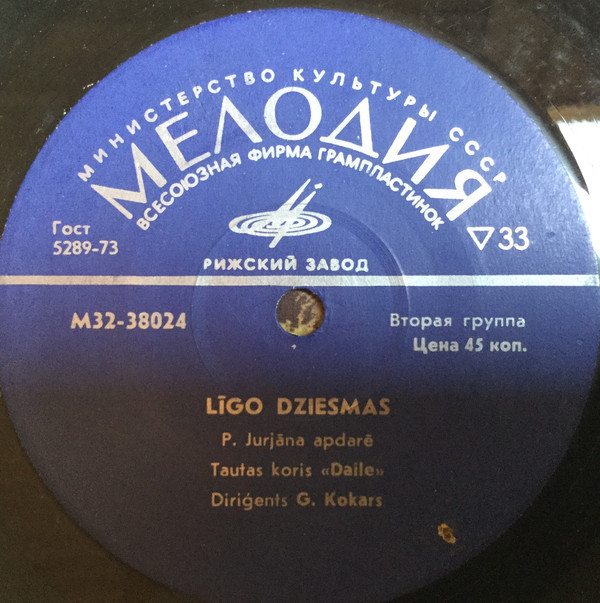 МИНИСТЕРСТВО КУЛЬТУРЫ СССР
МЕЛОДИЯ
ВСЕСОЮЗНАЯ ФИРМА ГРАМПЛАСТИНОК
Гост
5289-73
33
РИЖСКИЙ ЗАВОД
М32-38024
Вторая группа
Цена 45 коп.
LĪGO DZIESMAS
P. Jurjāna apdarē
Tautas koris «Daile»
Diriģents G. Kokars